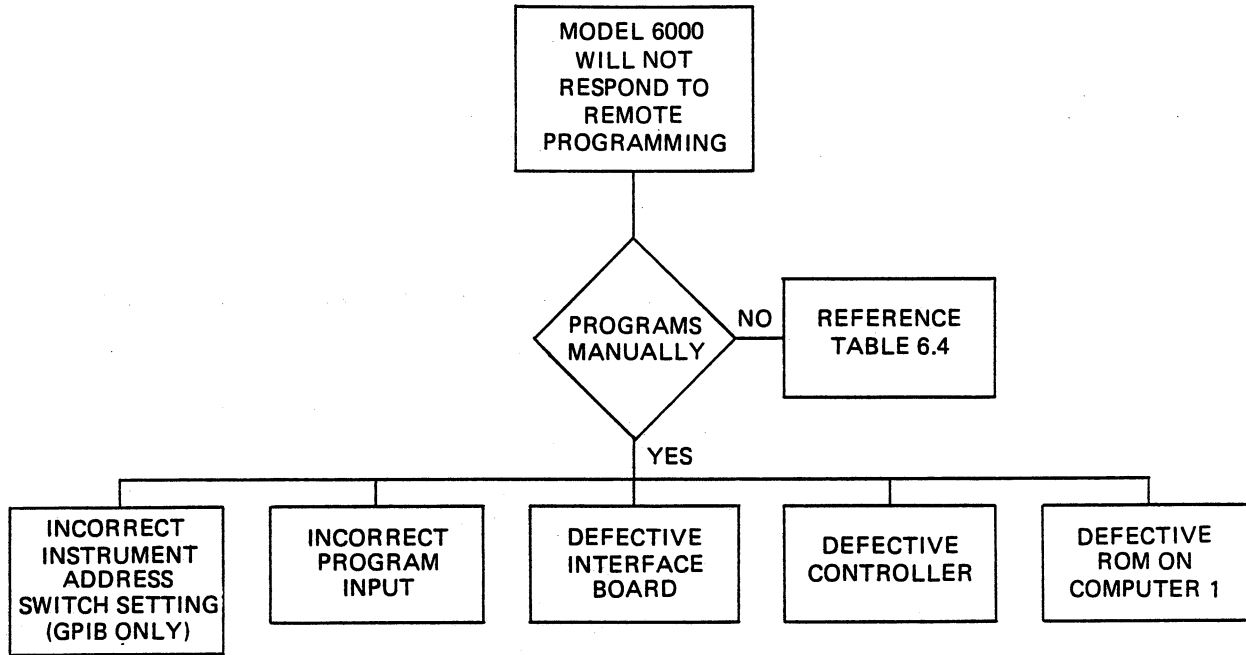 MODEL 6000
WILL NOT
RESPOND TO
REMOTE
PROGRAMMING
PROGRAMS
MANUALLY
NO
REFERENCE
TABLE 6.4
YES
INCORRECT
INSTRUMENT
ADDRESS
SWITCH SETTING
(GPIB ONLY)
INCORRECT
PROGRAM
INPUT
DEFECTIVE
INTERFACE
BOARD
DEFECTIVE
CONTROLLER
DEFECTIVE
ROM ON
COMPUTER 1